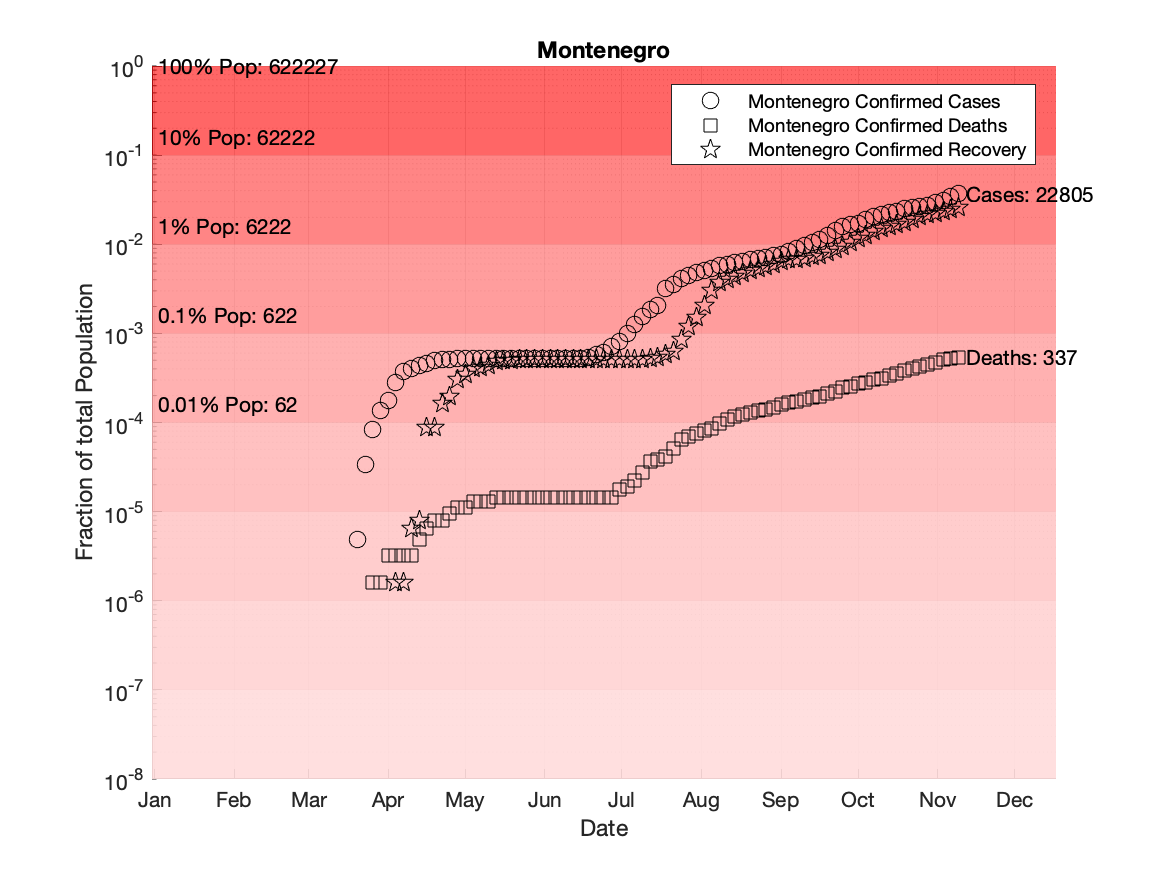 Montenegro
10^0
100% Pop: 622227
Montenegro Confirmed Cases
Montenegro Confirmed Deaths
Montenegro Confirmed Recovery
10% Pop: 62222
10^-1
Cases: 22805
1% Pop: 6222
10^-2
0.1% Pop: 622
10^-3
Deaths: 337
0.01% Pop: 62
10^-4
10^-5
10^-6
10^-7
10^-8
Fraction of total Population
Jan Feb Mar Apr May Jun Jul Aug Sep Oct Nov Dec
Date